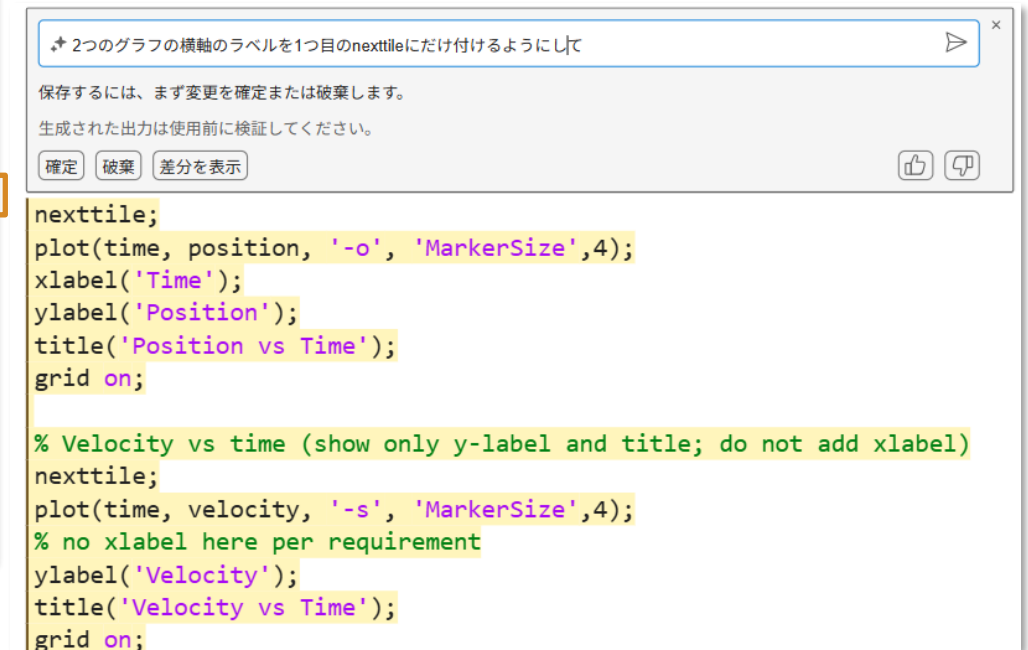 2つのグラフの横軸のラベルを1つ目のnexttileにだけ付けるようにして
×
保存するには、まず変更を確定または破棄します。
生成された出力は使用前に検証してください。
確定 破棄 差分を表示
nexttile;
plot(time, position, '-o', 'MarkerSize',4);
xlabel('Time');
ylabel('Position');
title('Position vs Time');
grid on;
% Velocity vs time (show only y-label and title; do not add xlabel)
nexttile;
plot(time, velocity, '-s', 'MarkerSize',4);
% no xlabel here per requirement
ylabel('Velocity');
title('Velocity vs Time');
grid on;